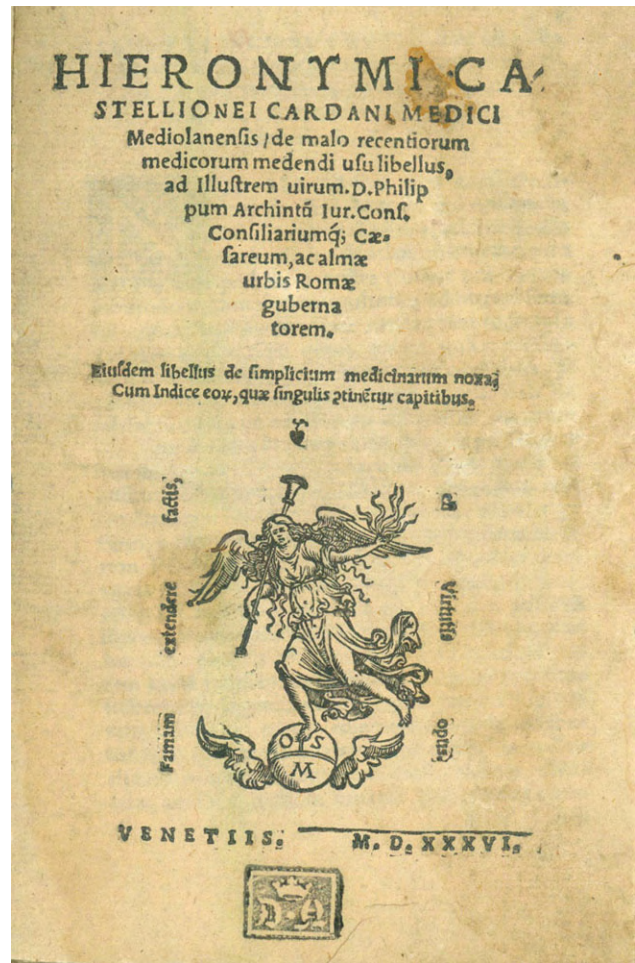 HIERONYMI CA⸗
STELLIONEI CARDANI, MEDICI
Mediolanenſis / de malo recentiorum
medicorum medendi uſu libellus,
ad Illuſtrem uirum. D. Philip
pum Archintū Iur. Conſ.
Conſiliariumq́; Cæ⸗
ſareum, ac almæ
urbis Romæ
guberna
torem.
Eiuſdem libellus de ſimplicium medicinarum noxa;
Cum Indice eoꝝ, quæ ſingulis ꝑtinētur capitibus.
Famam extendere factis,
Virtutis opus
O S
M
VENETIIS. M. D. XXXVI.
D A